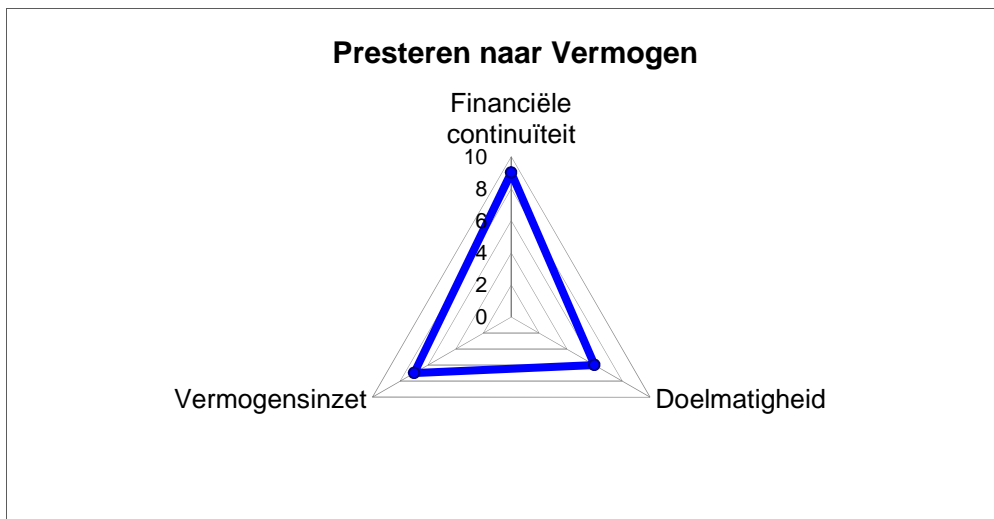 Presteren naar Vermogen
Financiële
continuïteit
10
8
6
4
2
0
Vermogensinzet
Doelmatigheid